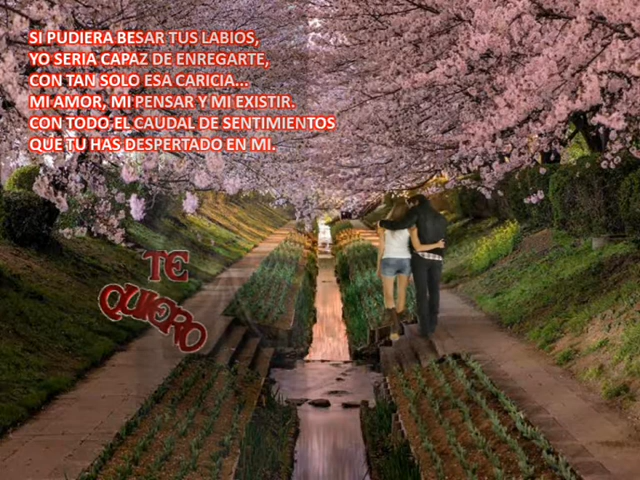 SI PUDIERA BESAR TUS LABIOS,
YO SERIA CAPAZ DE ENREGARTE,
CON TAN SOLO ESA CARICIA...
MI AMOR, MI PENSAR Y MI EXISTIR.
CON TODO EL CAUDAL DE SENTIMIENTOS
QUE TU HAS DESPERTADO EN MI.
TE
QUIERO